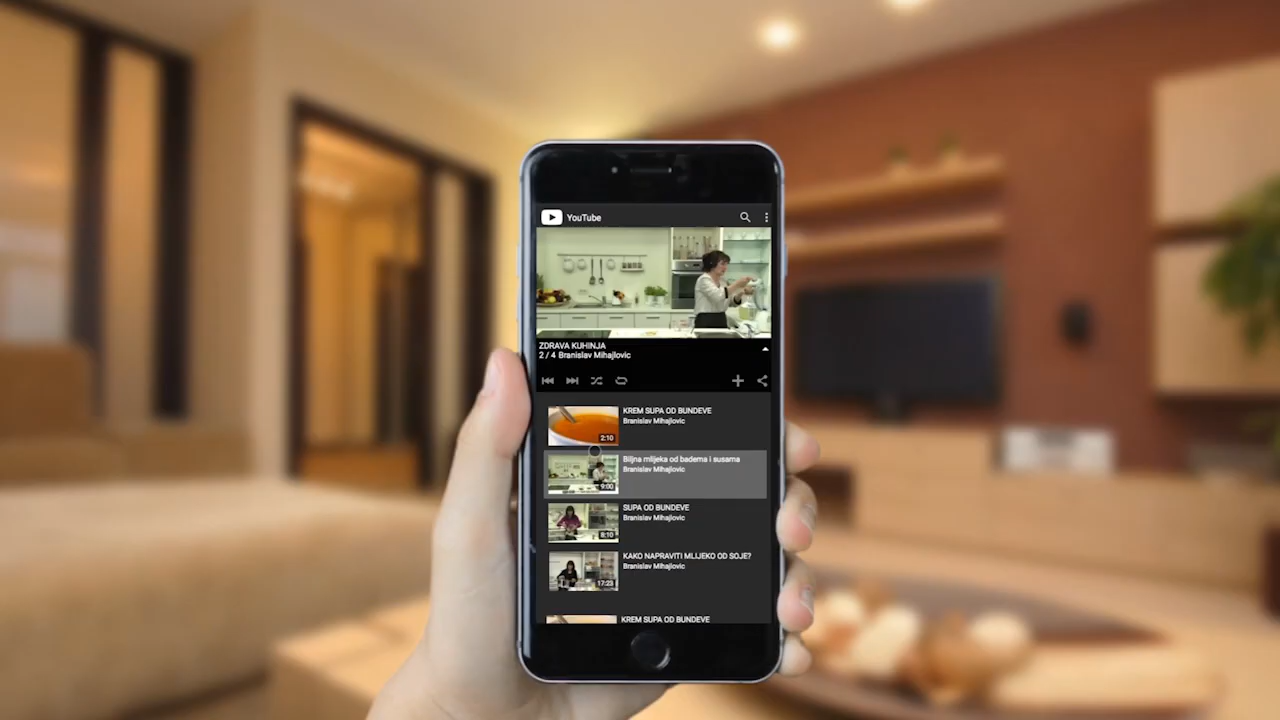 YouTube
ZDRAVA KUHINJA
2 / 4 Branislav Mihajlovic
KREM SUPA OD BUNDEVE
Branislav Mihajlovic
2:10
Biljna mlijeka od badema i susama
Branislav Mihajlovic
9:00
SUPA OD BUNDEVE
Branislav Mihajlovic
8:10
KAKO NAPRAVITI MLIJEKO OD SOJE?
Branislav Mihajlovic
17:23
KREM SUPA OD BUNDEVE